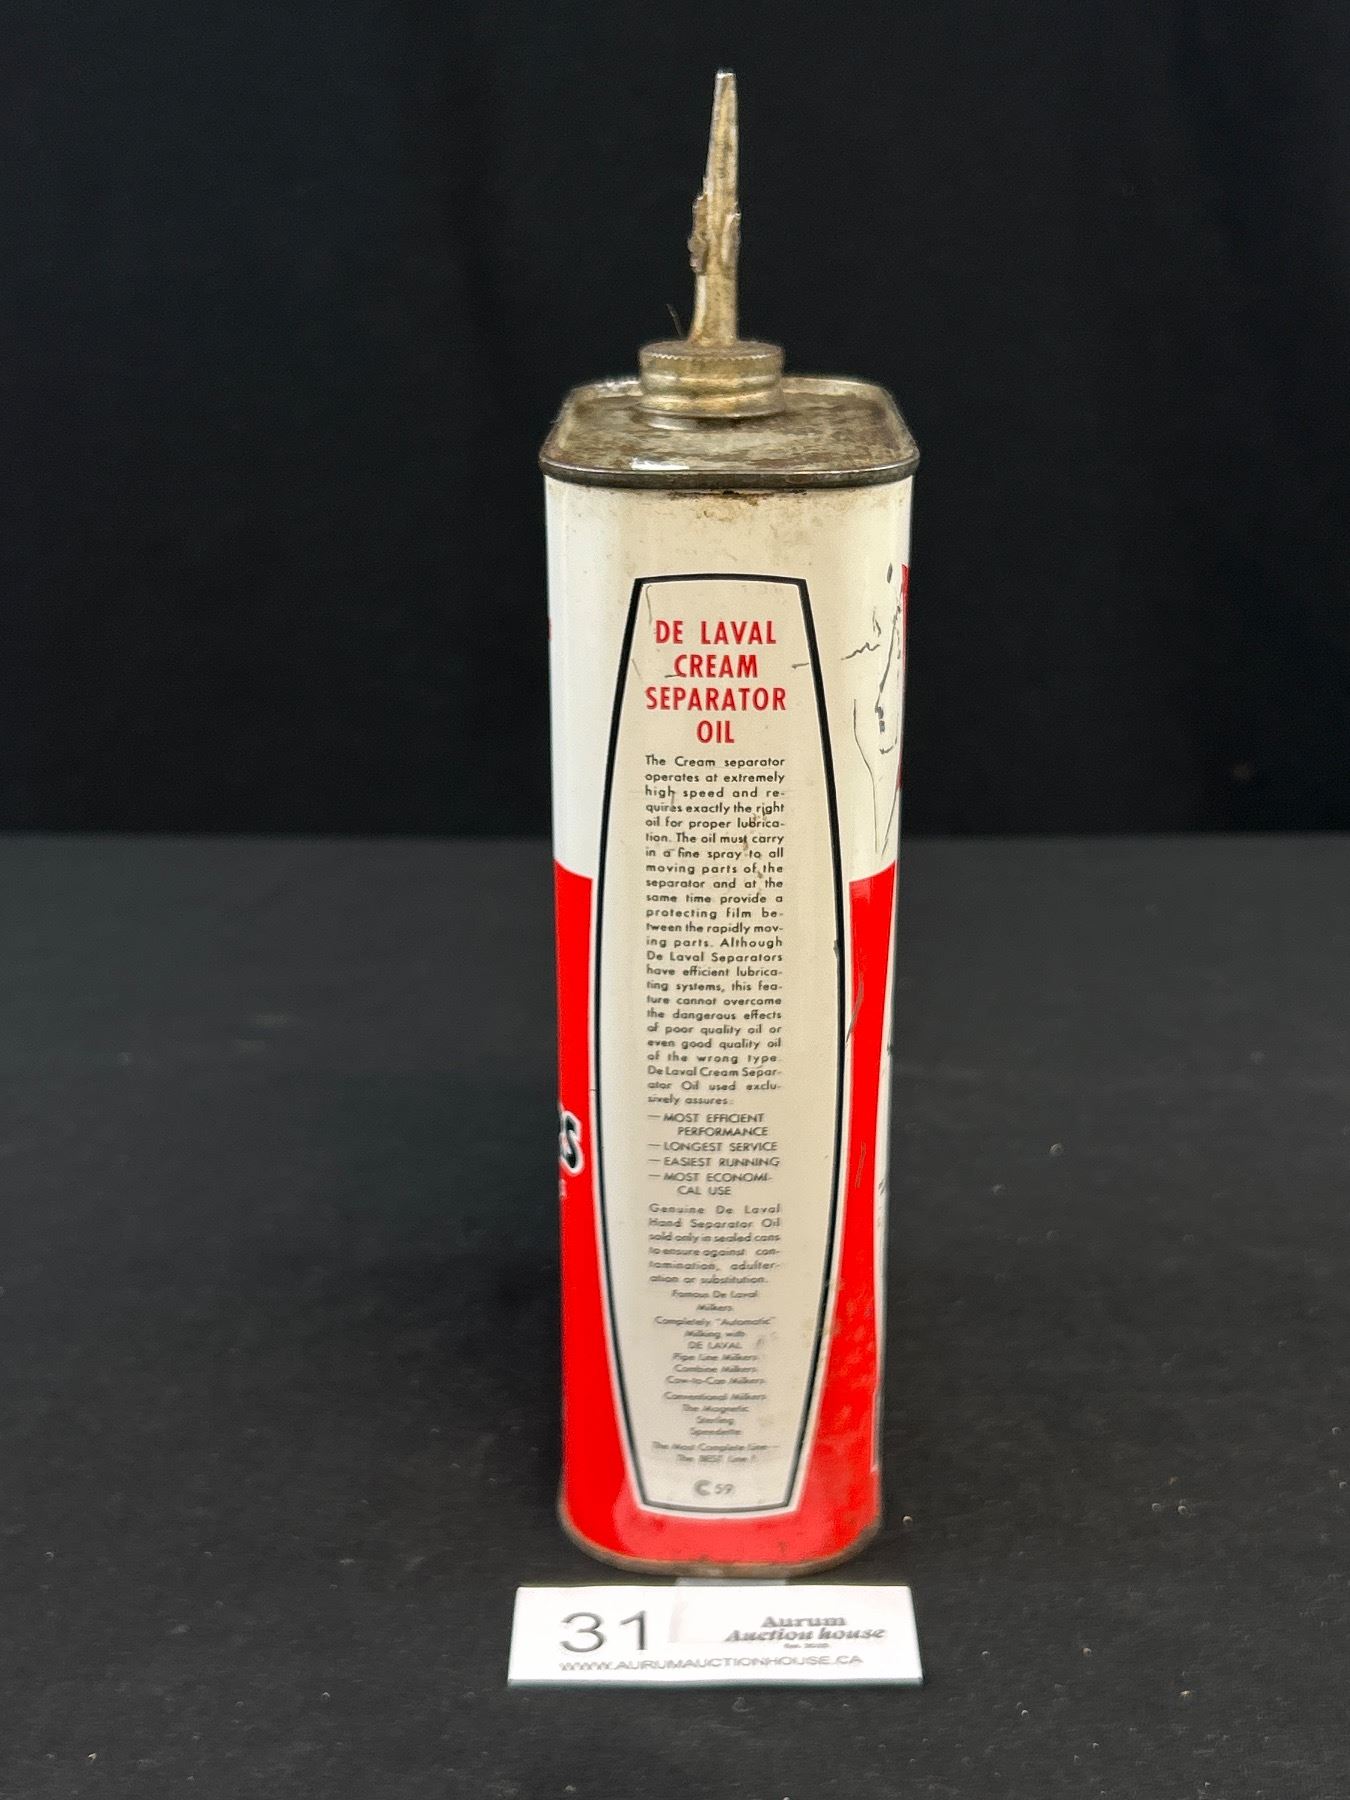 DE LAVAL
CREAM
SEPARATOR
OIL
The Cream separator
operates at extremely
high speed and re-
quires exactly the right
oil for proper lubrica-
tion. The oil must carry
in a fine spray to all
moving parts of the
separator and at the
same time provide a
protecting film be-
tween the rapidly mov-
ing parts. Although
De Laval Separators
have efficient lubrica-
ting systems, this fea-
ture cannot overcome
the dangerous effects
of poor quality oil or
even good quality oil
of the wrong type.
De Laval Cream Separ-
ator Oil used exclu-
sively assures:
—MOST EFFICIENT
PERFORMANCE
—LONGEST SERVICE
—EASIEST RUNNING
—MOST ECONOMI-
CAL USE
Genuine De Laval
Hand Separator Oil
sold only in sealed cans
to ensure against con-
tamination, adulter-
ation or substitution.
Famous De Laval
Milkers
Completely "Automatic"
Milking with
DE LAVAL
Pipe Line Milkers
Combine Milkers
Cow-to-Can Milkers
Conventional Milkers
The Magnetic
Sterling
Speedette
The Most Complete Line—
The BEST Line!
C 59
31
Aurum
Auction house
WWW.AURUMAUCTIONHOUSE.CA